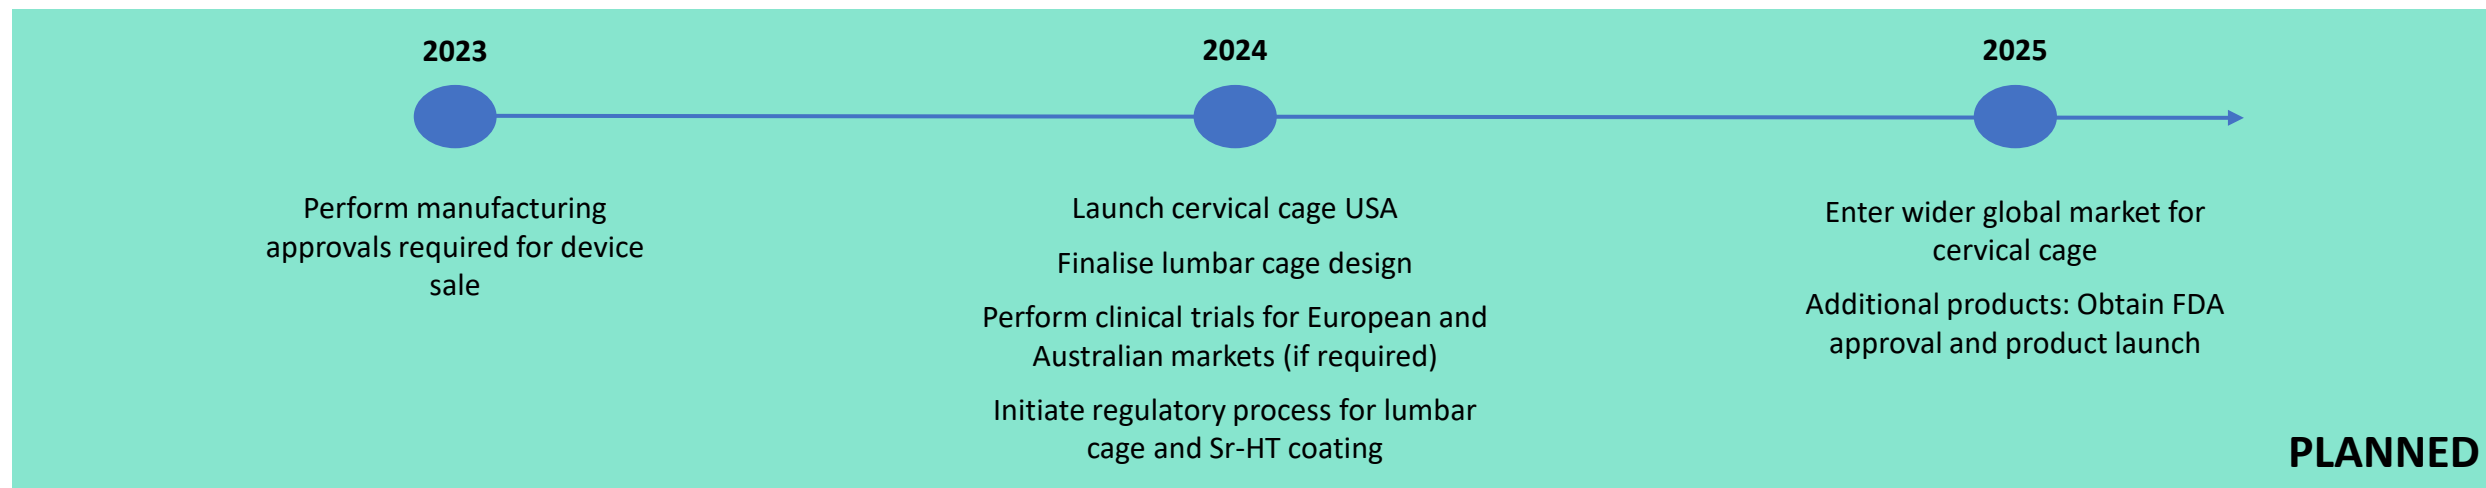 2023
Perform manufacturing
approvals required for device
sale
2024
Launch cervical cage USA
Finalise lumbar cage design
Perform clinical trials for European and
Australian markets (if required)
Initiate regulatory process for lumbar
cage and Sr-HT coating
2025
Enter wider global market for
cervical cage
Additional products: Obtain FDA
approval and product launch
PLANNED